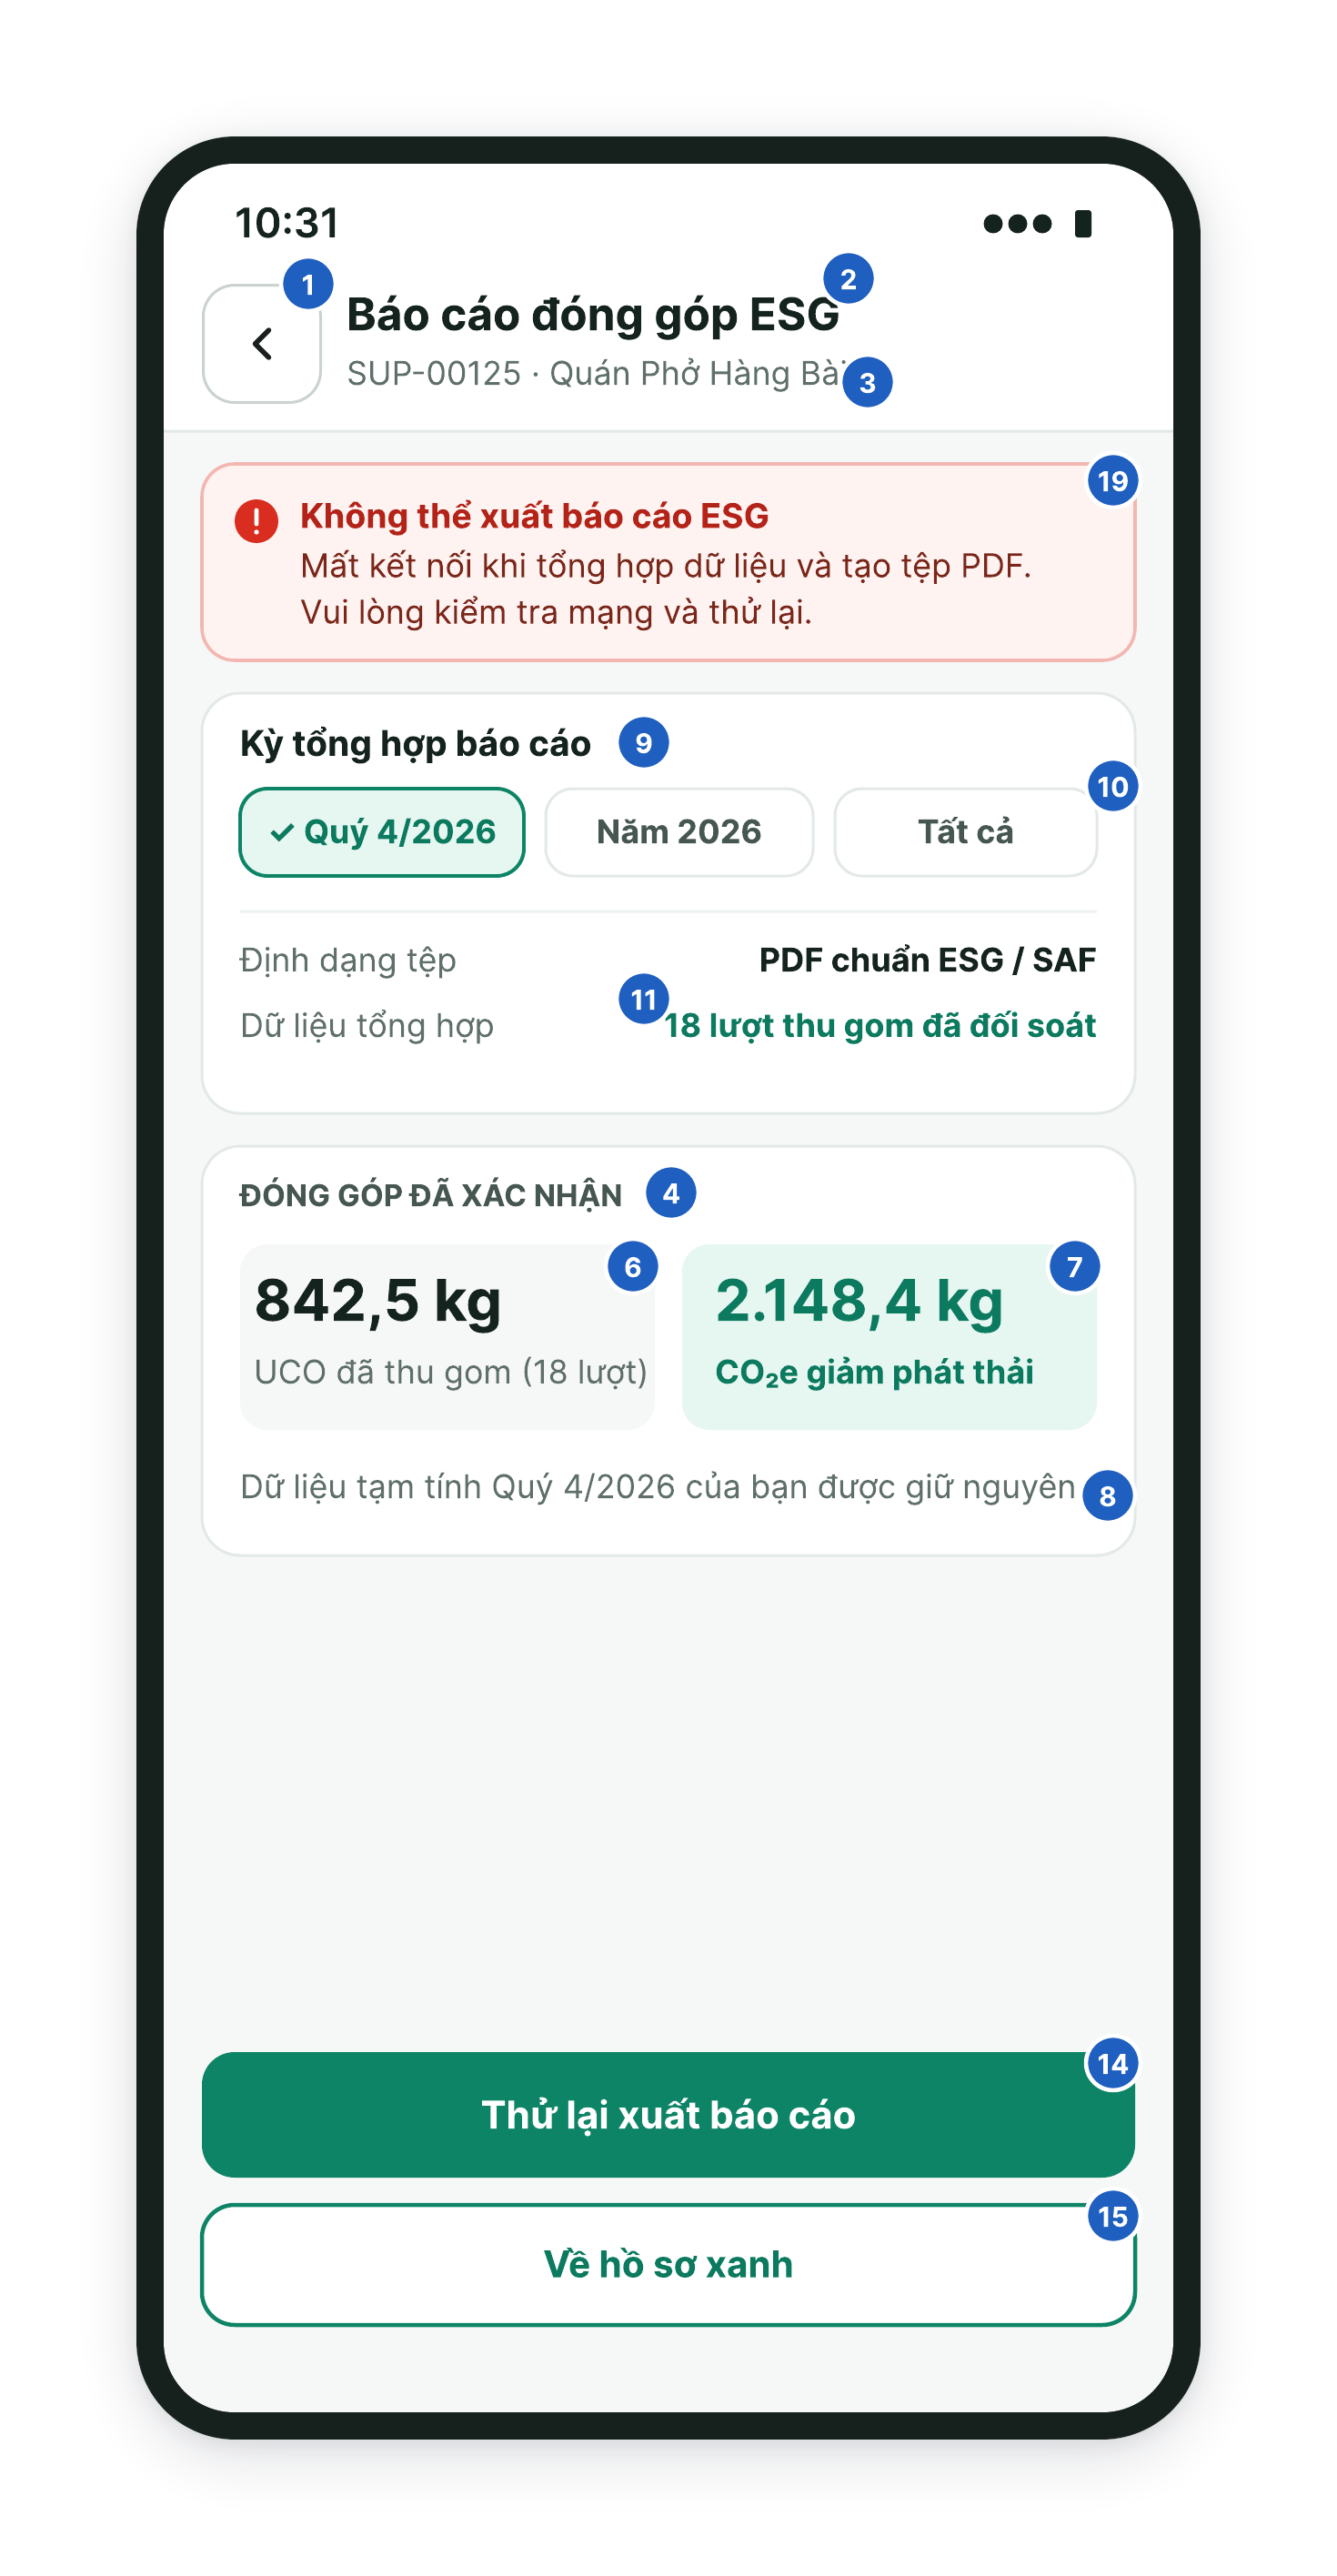 10:31
1
2
Báo cáo đóng góp ESG
SUP-00125 · Quán Phở Hàng
3
19
Không thể xuất báo cáo ESG
Mất kết nối khi tổng hợp dữ liệu và tạo tệp PDF.
Vui lòng kiểm tra mạng và thử lại.
Kỳ tổng hợp báo cáo
9
10
✓ Quý 4/2026
Năm 2026
Tất cả
Định dạng tệp
PDF chuẩn ESG / SAF
11
Dữ liệu tổng hợp
18 lượt thu gom đã đối soát
ĐÓNG GÓP ĐÃ XÁC NHẬN
4
6
7
842,5 kg
UCO đã thu gom (18 lượt)
2.148,4 kg
CO₂e giảm phát thải
Dữ liệu tạm tính Quý 4/2026 của bạn được giữ nguyên
8
14
Thử lại xuất báo cáo
15
Về hồ sơ xanh